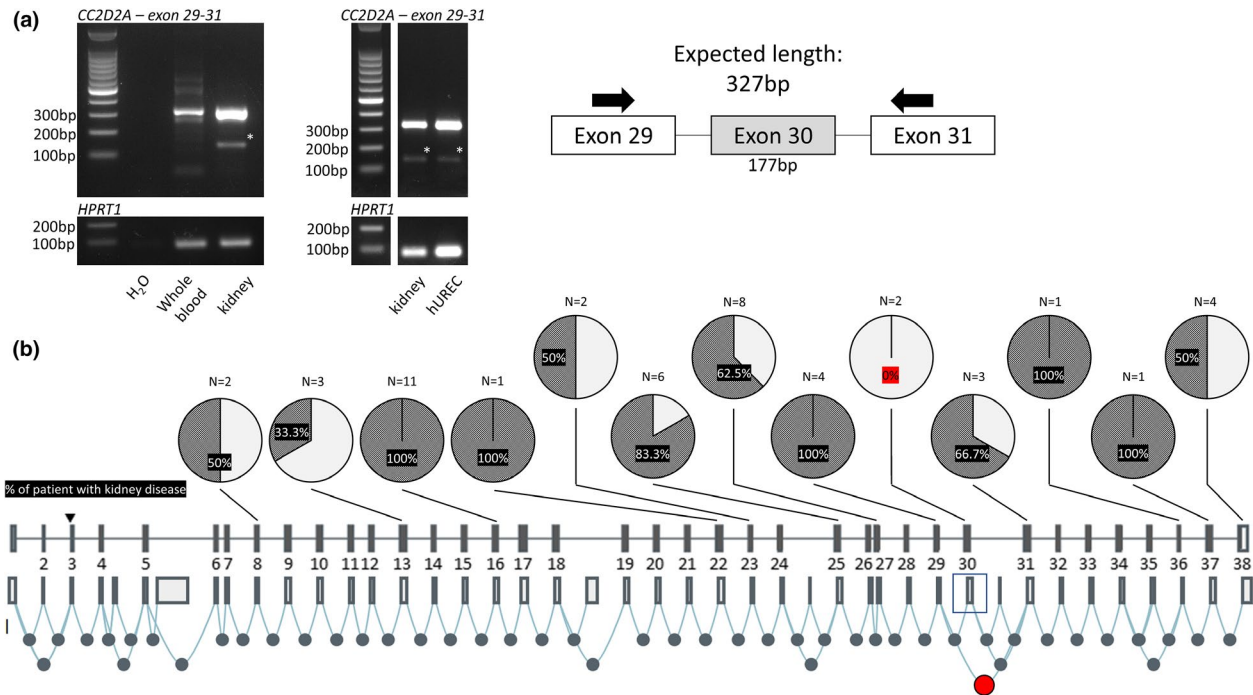 (a)
CC2D2A – exon 29-31
300bp
200bp
*
100bp
HPRT1
200bp
100bp
H2O
Whole blood
kidney
CC2D2A – exon 29-31
300bp
200bp
* *
100bp
HPRT1
200bp
100bp
kidney
hUREC
Expected length:
327bp
Exon 29
Exon 30
Exon 31
177bp
(b)
N=2
N=8
N=2
N=1
N=4
50%
62.5%
0%
100%
50%
N=2
N=3
N=11
N=1
N=6
N=4
N=3
N=1
50%
33.3%
100%
100%
83.3%
100%
66.7%
100%
% of patient with kidney disease
2 3 4 5 6 7 8 9 10 11 12 13 14 15 16 17 18 19 20 21 22 23 24 25 26 27 28 29 30 31 32 33 34 35 36 37 38